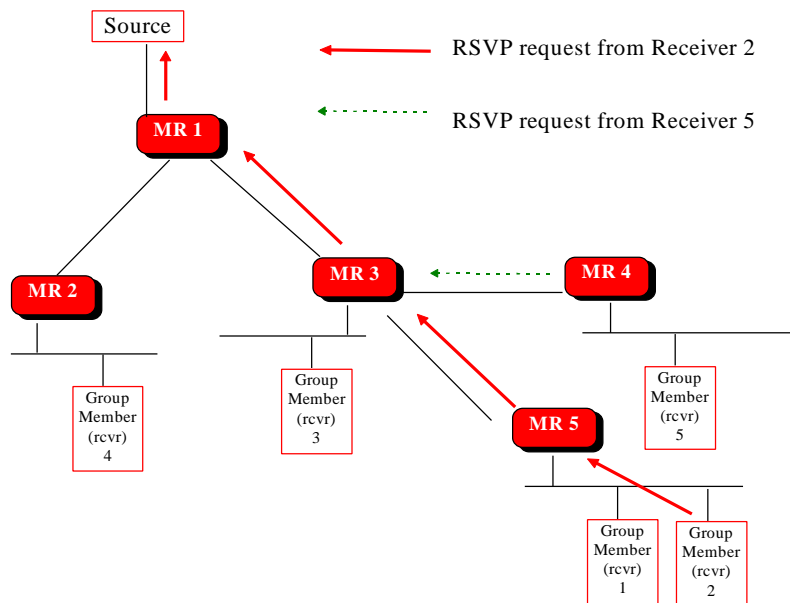 Source
RSVP request from Receiver 2
MR 1
RSVP request from Receiver 5
MR 2
MR 3
MR 4
Group
Member
(rcvr)
4
Group
Member
(rcvr)
3
Group
Member
(rcvr)
5
MR 5
Group
Member
(rcvr)
1
Group
Member
(rcvr)
2